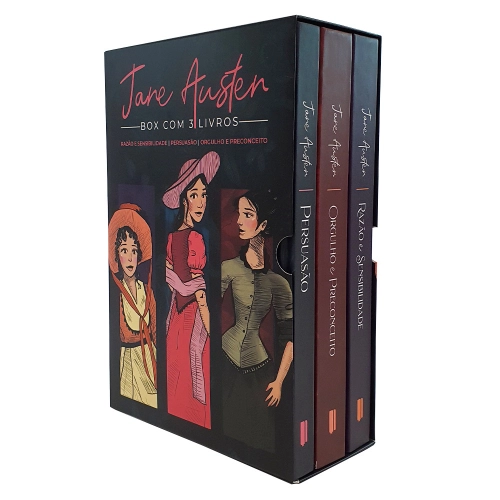 Jane Austen
BOX COM 3 LIVROS
RAZÃO E SENSIBILIDADE | PERSUASÃO | ORGULHO E PRECONCEITO
Jane Austen | PERSUASÃO
Jane Austen | ORGULHO E PRECONCEITO
Jane Austen | RAZÃO E SENSIBILIDADE